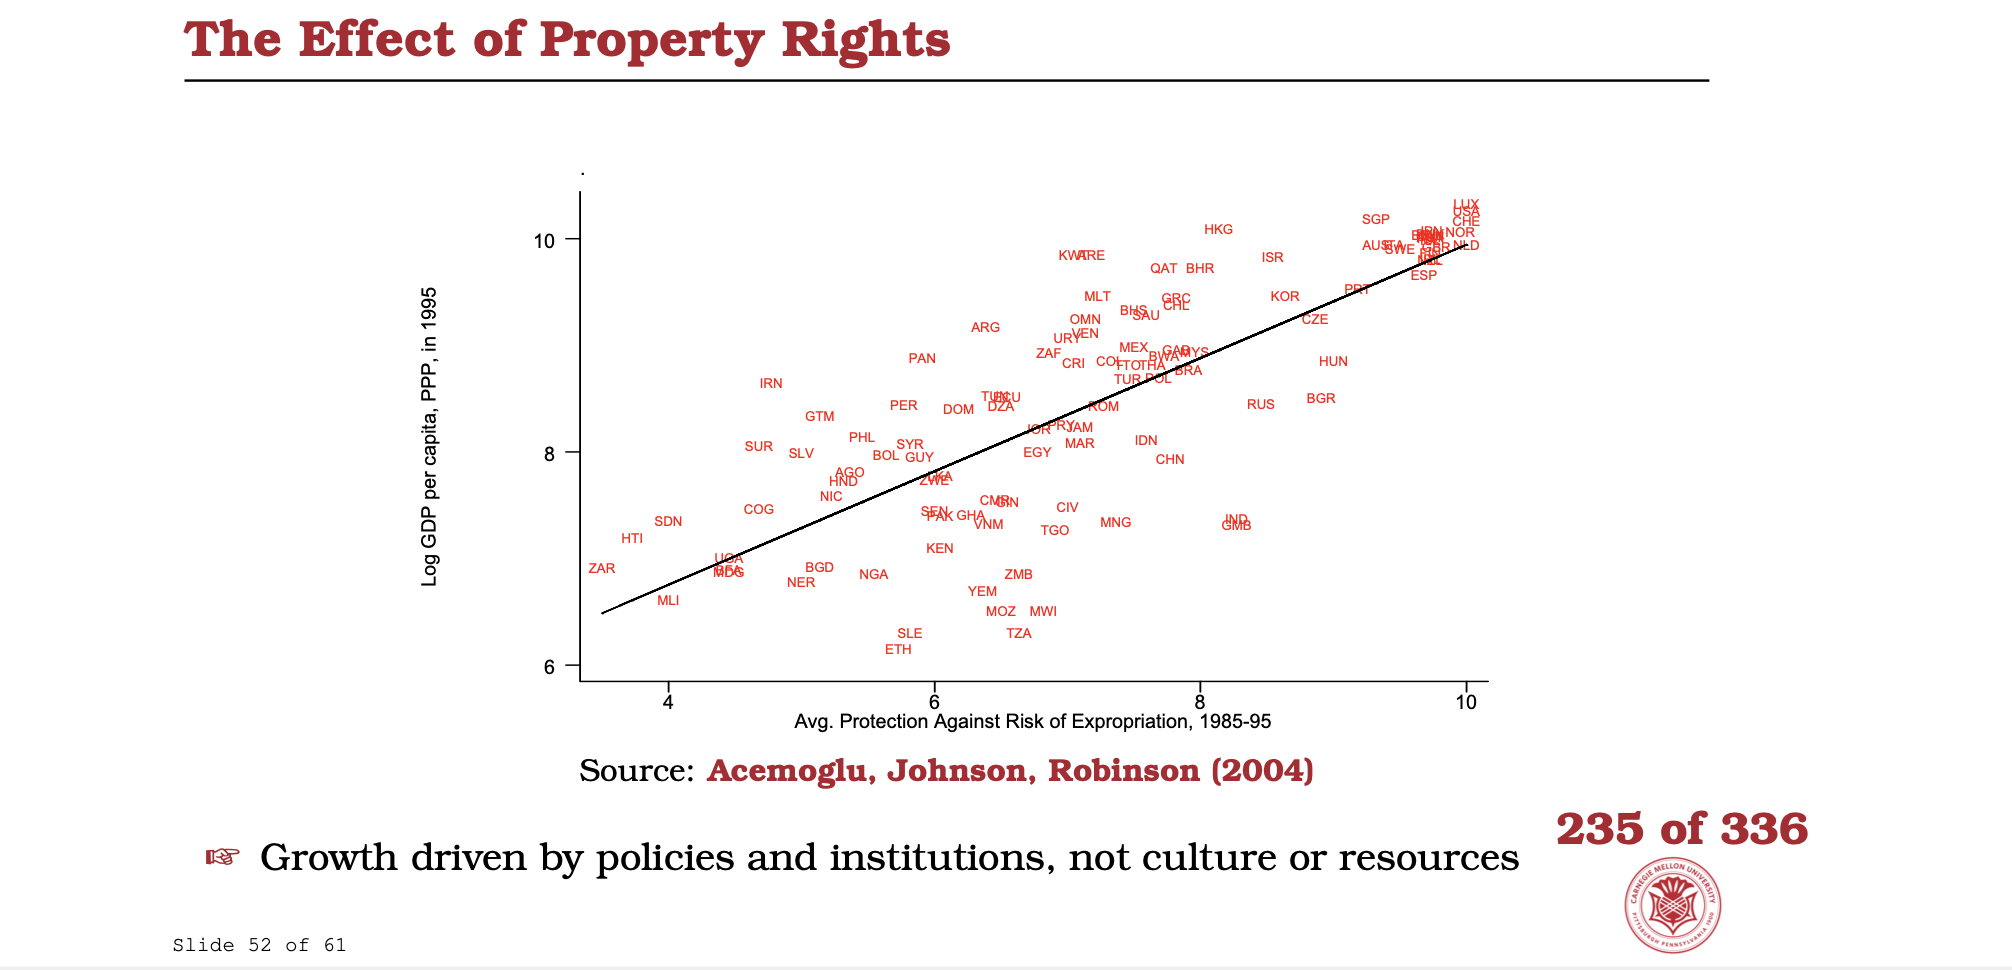 The Effect of Property Rights
Log GDP per capita, PPP, in 1995
10
8
6
LUX
USA
CHE
SGP
HKG
NOR
AUS
SWE
NLD
KWT ARE
ISR
QAT BHR
ESP
PRT
MLT
GRC
KOR
CHL
BHS
SAU
OMN
CZE
ARG
VEN
URY
MEX
GAB
MYS
ZAF
BWA
PAN
CRI
COL
HUN
TTO THA
BRA
TUR POL
IRN
TUN
ECU
BGR
PER
DOM
DZA
ROM
RUS
GTM
PRY
JAM
JOR
PHL
IDN
SUR
SYR
MAR
SLV
BOL
GUY
EGY
CHN
AGO
HND
ZWE
LKA
NIC
CMR
GIN
COG
CIV
SEN
PAK
GHA
SDN
VNM
MNG
IND
GMB
HTI
TGO
KEN
UGA
ZAR
MDG
BFA
BGD
NER
NGA
ZMB
MLI
YEM
MOZ
MWI
SLE
TZA
ETH
4 6 8 10
Avg. Protection Against Risk of Expropriation, 1985-95
Source: Acemoglu, Johnson, Robinson (2004)
☞ Growth driven by policies and institutions, not culture or resources
235 of 336
CARNEGIE MELLON UNIVERSITY
PITTSBURGH PENNSYLVANIA 1900
Slide 52 of 61